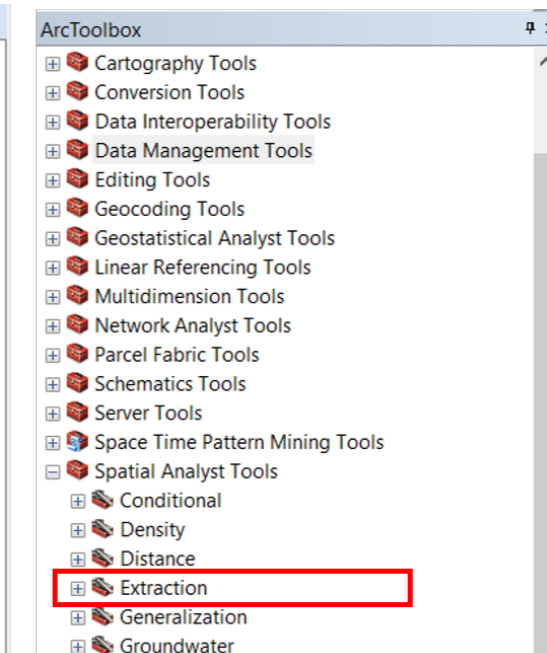 ArcToolbox
Cartography Tools
Conversion Tools
Data Interoperability Tools
Data Management Tools
Editing Tools
Geocoding Tools
Geostatistical Analyst Tools
Linear Referencing Tools
Multidimension Tools
Network Analyst Tools
Parcel Fabric Tools
Schematics Tools
Server Tools
Space Time Pattern Mining Tools
Spatial Analyst Tools
Conditional
Density
Distance
Extraction
Generalization
Groundwater